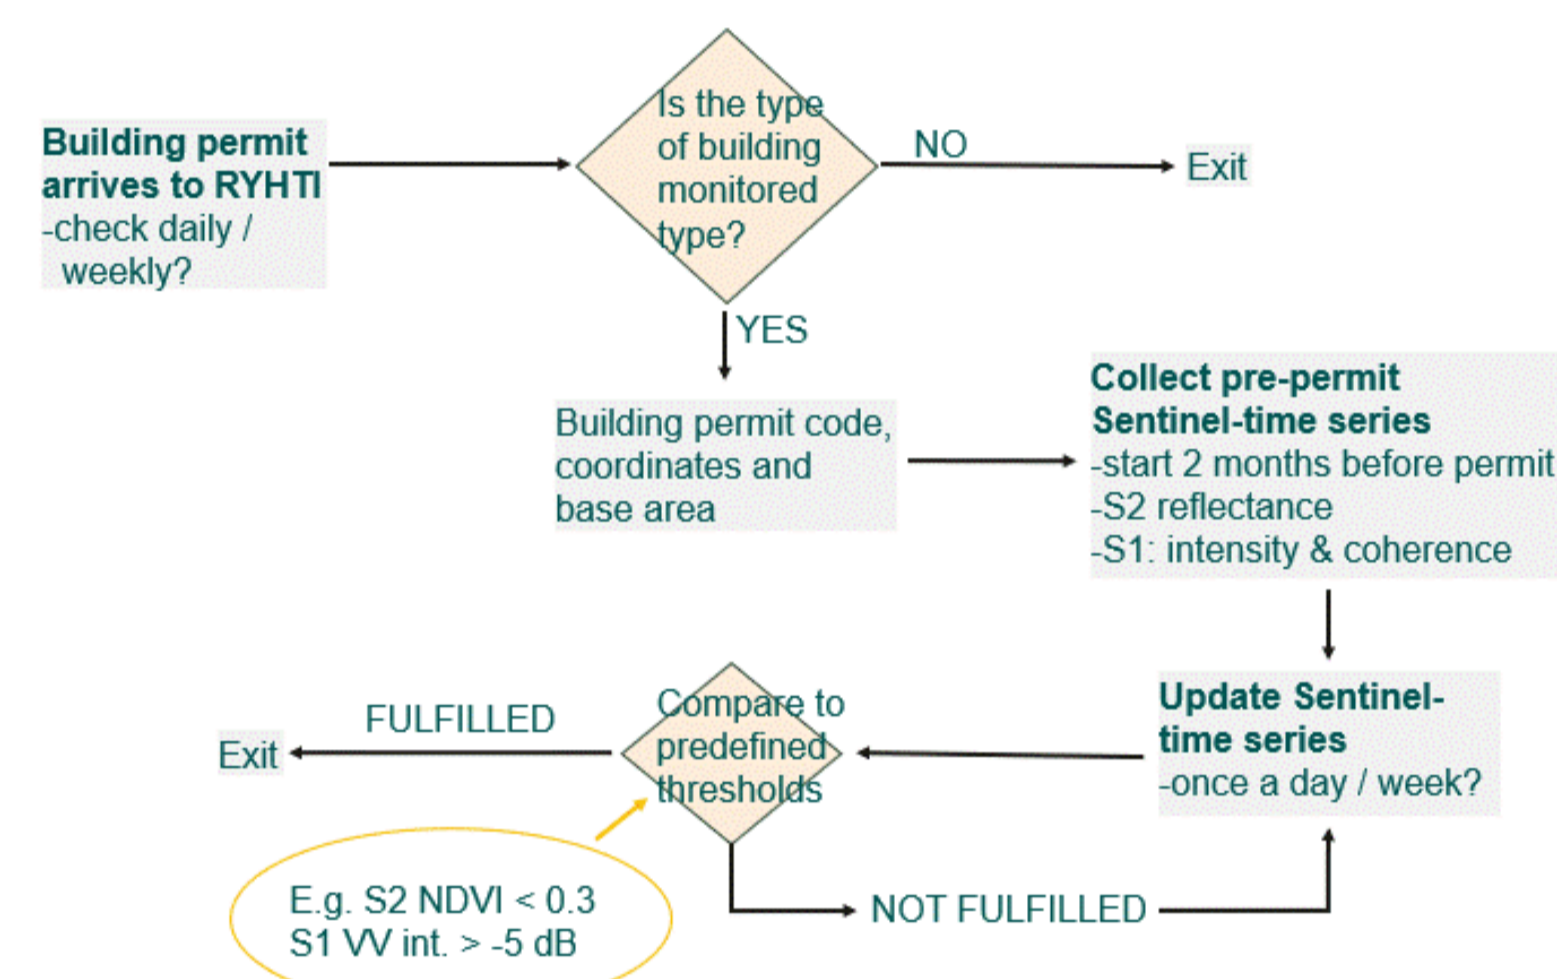 Building permit
arrives to RYHTI
-check daily /
weekly?
Is the type
of building
monitored
type?
NO
Exit
YES
Building permit code,
coordinates and
base area
Collect pre-permit
Sentinel-time series
-start 2 months before permit
-S2 reflectance
-S1: intensity & coherence
Update Sentinel-
time series
-once a day / week?
Compare to
predefined
thresholds
FULFILLED
Exit
E.g. S2 NDVI < 0.3
S1 VV int. > -5 dB
NOT FULFILLED